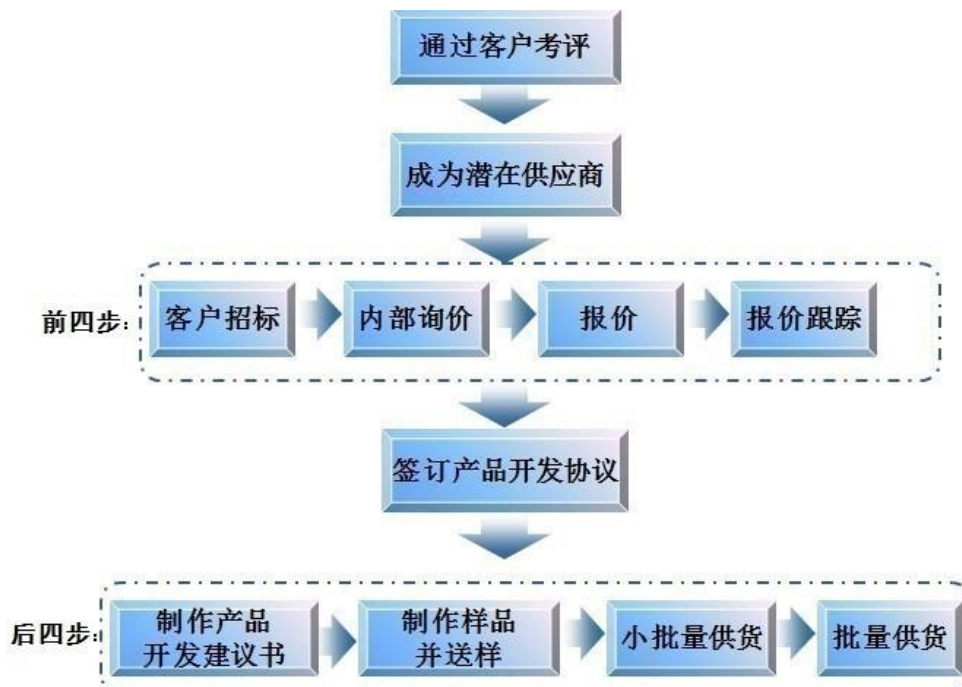 通过客户考评
成为潜在供应商
前四步：
客户招标
内部询价
报价
报价跟踪
签订产品开发协议
后四步：
制作产品
开发建议书
制作样品
并送样
小批量供货
批量供货